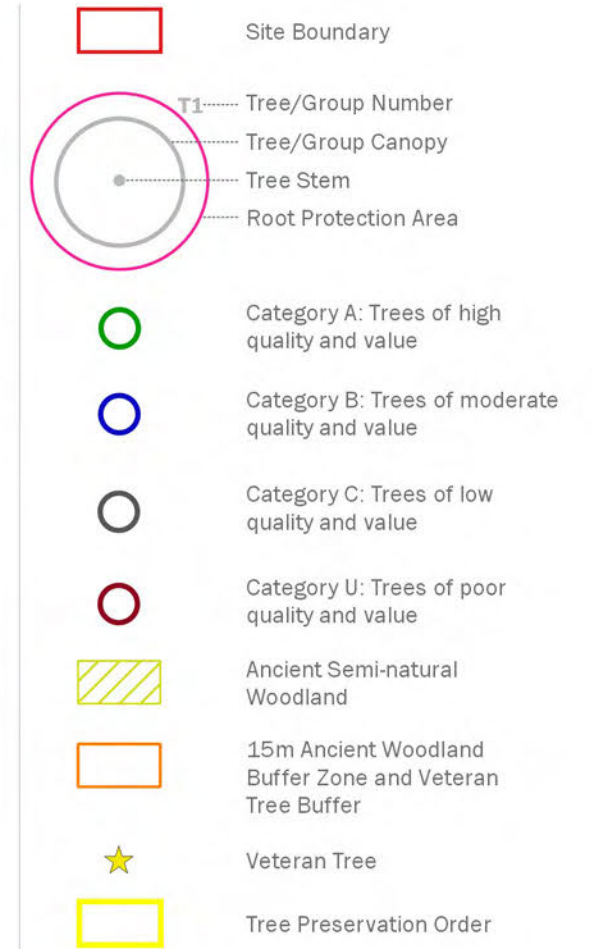 Site Boundary
T1
Tree/Group Number
Tree/Group Canopy
Tree Stem
Root Protection Area
Category A: Trees of high
quality and value
Category B: Trees of moderate
quality and value
Category C: Trees of low
quality and value
Category U: Trees of poor
quality and value
Ancient Semi-natural
Woodland
15m Ancient Woodland
Buffer Zone and Veteran
Tree Buffer
Veteran Tree
Tree Preservation Order